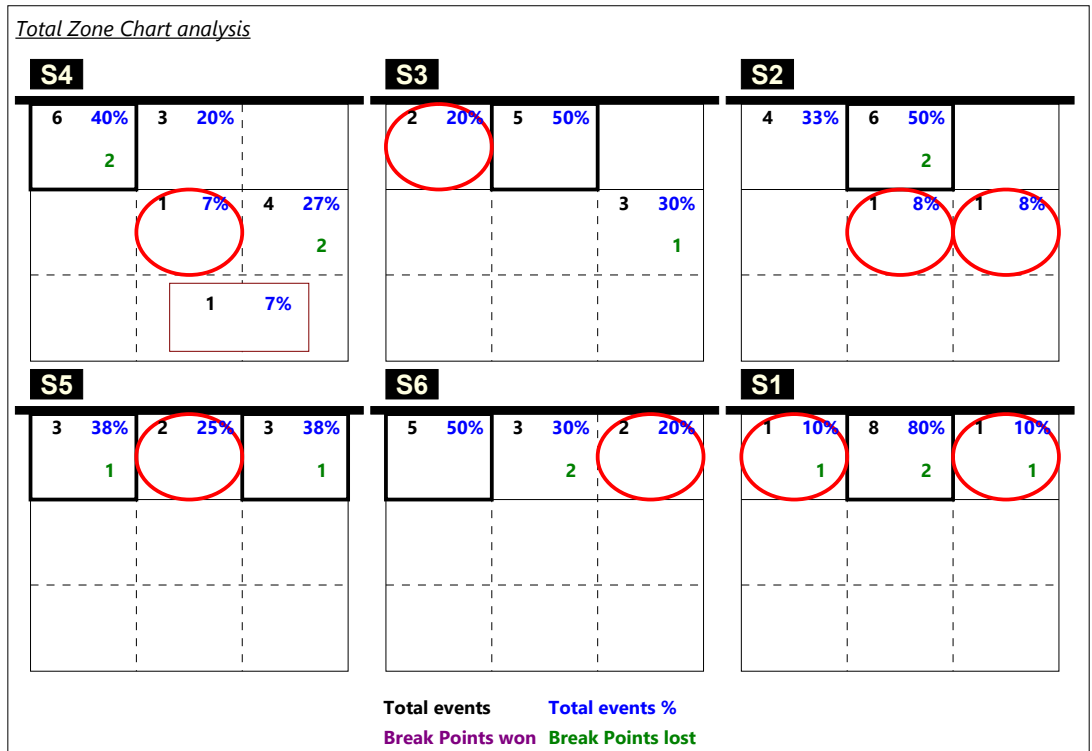 Total Zone Chart analysis
S4 S3 S2
6 40% 3 20% 2 20% 5 50% 4 33% 6 50%
2 2
1 7% 4 27% 3 30% 1 8% 1 8%
2 1
1 7%
S5 S6 S1
3 38% 2 25% 3 38% 5 50% 3 30% 2 20% 1 10% 8 80% 1 10%
1 1 2 1 2 1
Total events Total events %
Break Points won Break Points lost